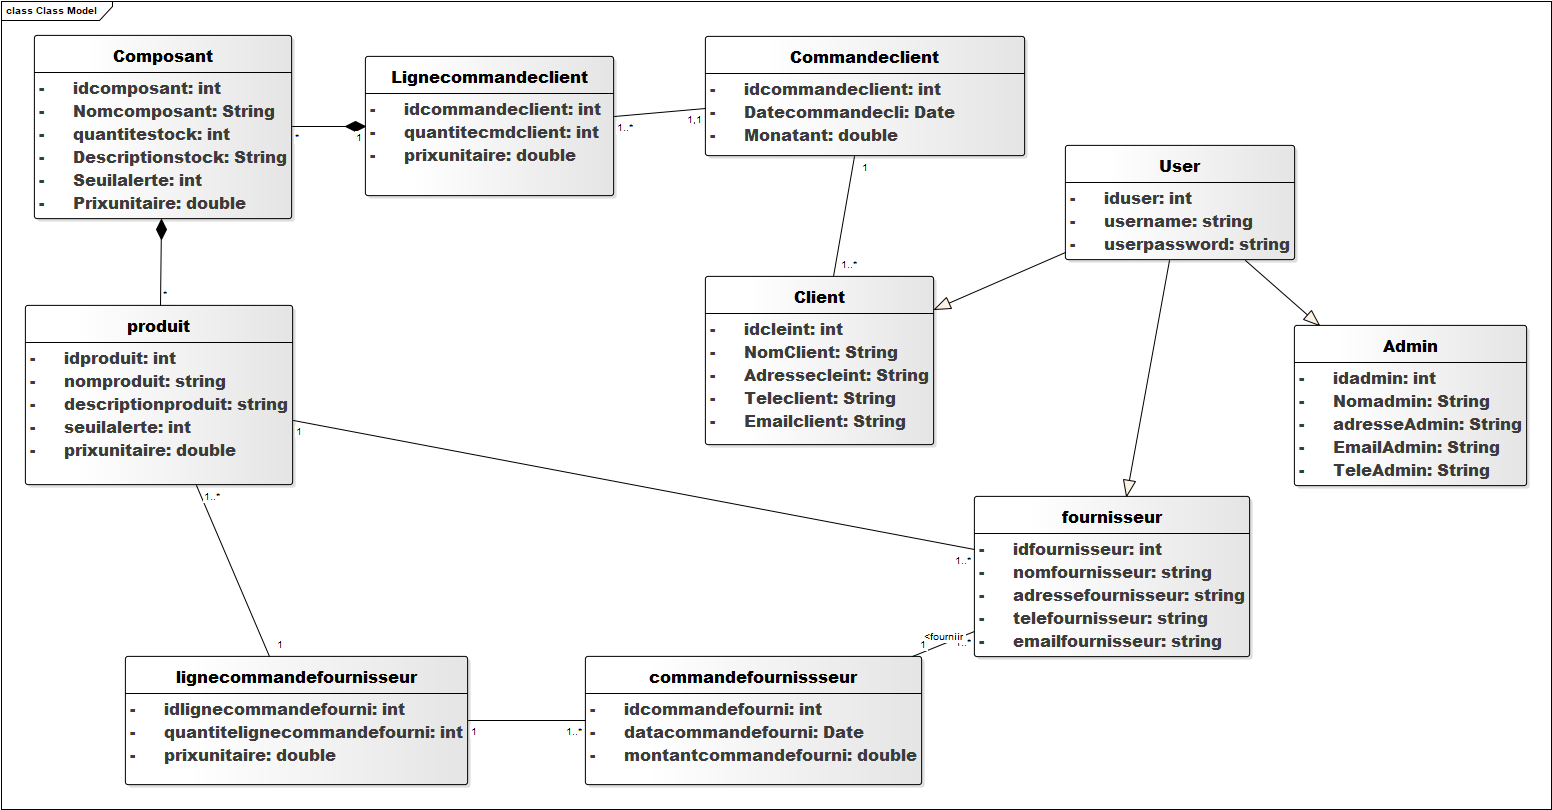 class Class Model
Composant
- idcomposant: int
- Nomcomposant: String
- quantitestock: int
- Descriptionstock: String
- Seuilalerte: int
- Prixunitaire: double
*
1
Lignecommandeclient
- idcommandeclient: int
- quantitecmdclient: int
- prixunitaire: double
1..*
1,1
Commandeclient
- idcommandeclient: int
- Datecommandecli: Date
- Monatant: double
1
1..*
User
- iduser: int
- username: string
- userpassword: string
Client
- idcleint: int
- NomClient: String
- Adressecleint: String
- Teleclient: String
- Emailclient: String
Admin
- idadmin: int
- Nomadmin: String
- adresseAdmin: String
- EmailAdmin: String
- TeleAdmin: String
*
produit
- idproduit: int
- nomproduit: string
- descriptionproduit: string
- seuilalerte: int
- prixunitaire: double
1
1..*
1..*
1
fournisseur
- idfournisseur: int
- nomfournisseur: string
- adressefournisseur: string
- telefournisseur: string
- emailfournisseur: string
<fourniir
1
1..*
lignecommandefournisseur
- idlignecommandefourni: int
- quantitelignecommandefourni: int
- prixunitaire: double
1
1..*
commandefournissseur
- idcommandefourni: int
- datacommandefourni: Date
- montantcommandefourni: double